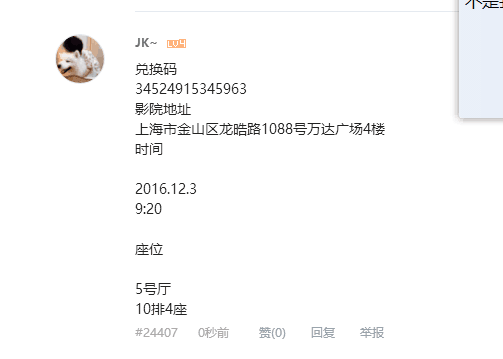 不是
JK~ LV4
兑换码
34524915345963
影院地址
上海市金山区龙皓路1088号万达广场4楼
时间
2016.12.3
9:20
座位
5号厅
10排4座
#24407 0秒前 赞(0) 回复 举报